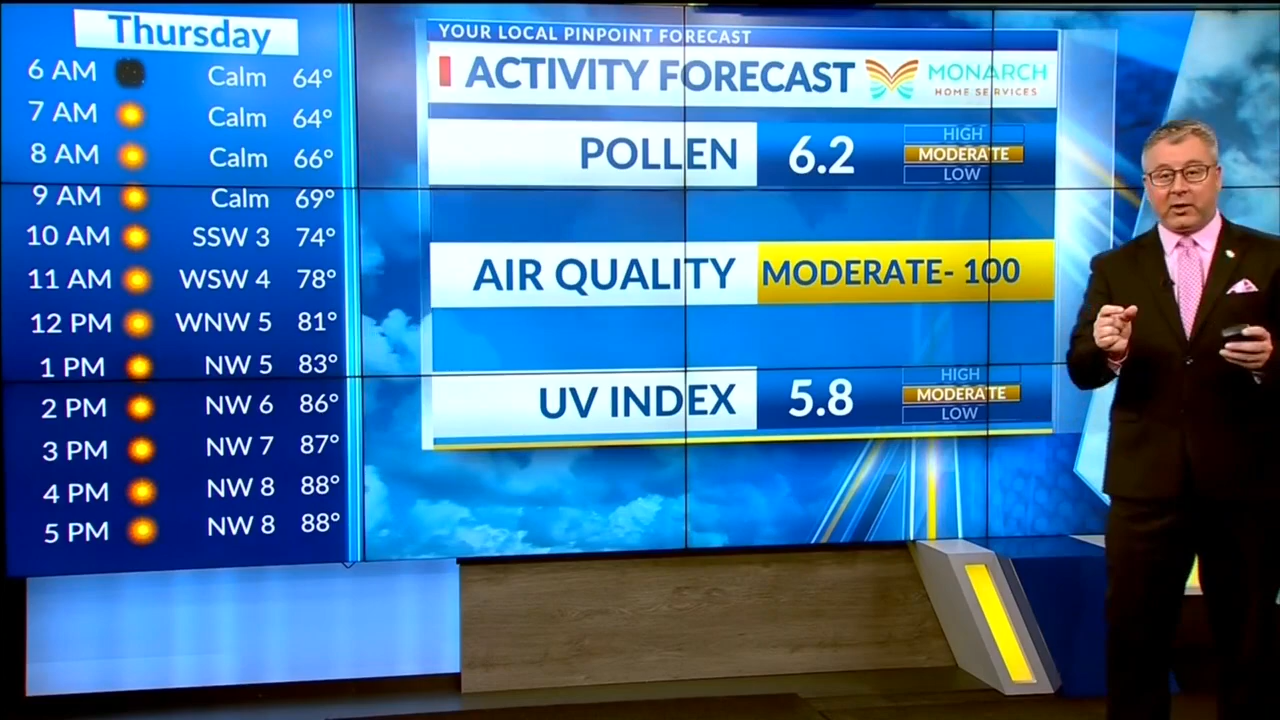 Thursday
6 AM Calm 64°
7 AM Calm 64°
8 AM Calm 66°
9 AM Calm 69°
10 AM SSW 3 74°
11 AM WSW 4 78°
12 PM WNW 5 81°
1 PM NW 5 83°
2 PM NW 6 86°
3 PM NW 7 87°
4 PM NW 8 88°
5 PM NW 8 88°
YOUR LOCAL PINPOINT FORECAST
ACTIVITY FORECAST
MONARCH
HOME SERVICES
POLLEN 6.2
HIGH
MODERATE
LOW
AIR QUALITY MODERATE- 100
UV INDEX 5.8
HIGH
MODERATE
LOW